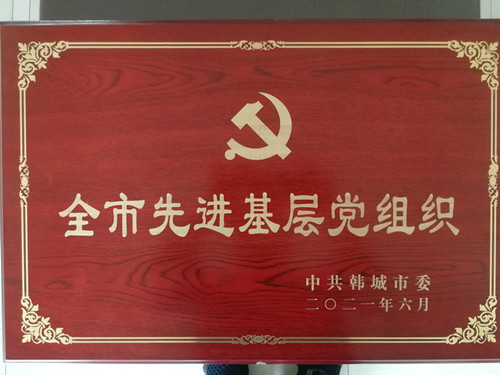 全市先进基层党组织
中共韩城市委
二〇二一年六月